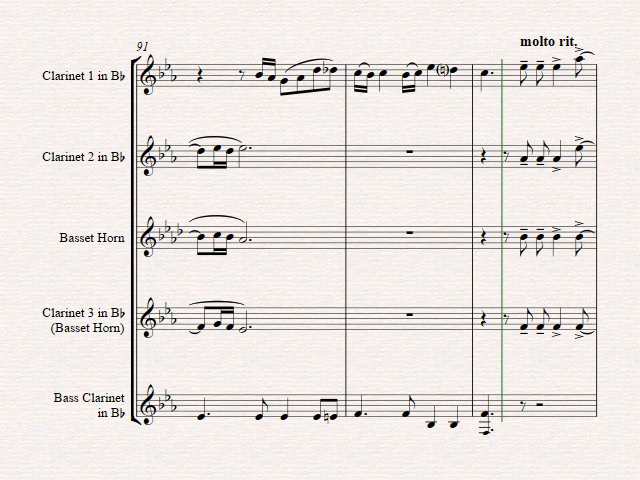 molto rit.
91
Clarinet 1 in B♭
Clarinet 2 in B♭
Basset Horn
Clarinet 3 in B♭
(Basset Horn)
Bass Clarinet
in B♭